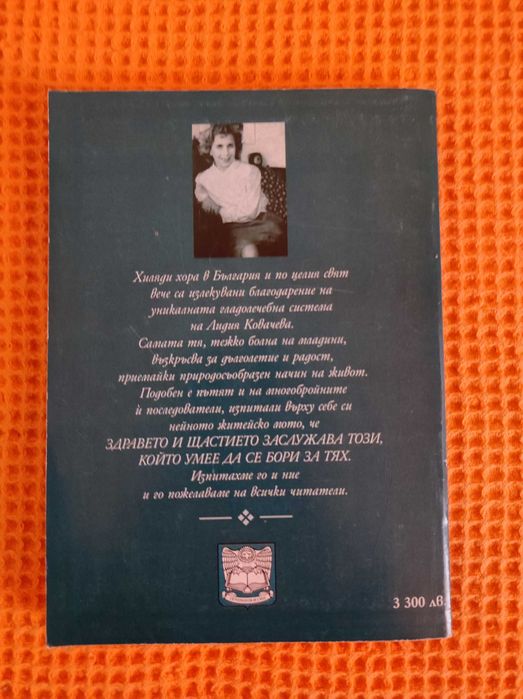 Хиляди хора в България и по целия свят
вече са излекувани благодарение на
уникалната гладолечебна система
на Лидия Ковачева.
Самата тя, тежко болна на младини,
възкръсва за дълголетие и радост,
приемайки природосъобразен начин на живот.
Подобен е пътят и на многобройните
ѝ последователи, изпитали върху себе си
нейното житейско мото, че
ЗДРАВЕТО И ЩАСТИЕТО ЗАСЛУЖАВА ТОЗИ,
КОЙТО УМЕЕ ДА СЕ БОРИ ЗА ТЯХ.
Изпитахме го и ние
и го пожелаваме на всички читатели.
3 300 лв.